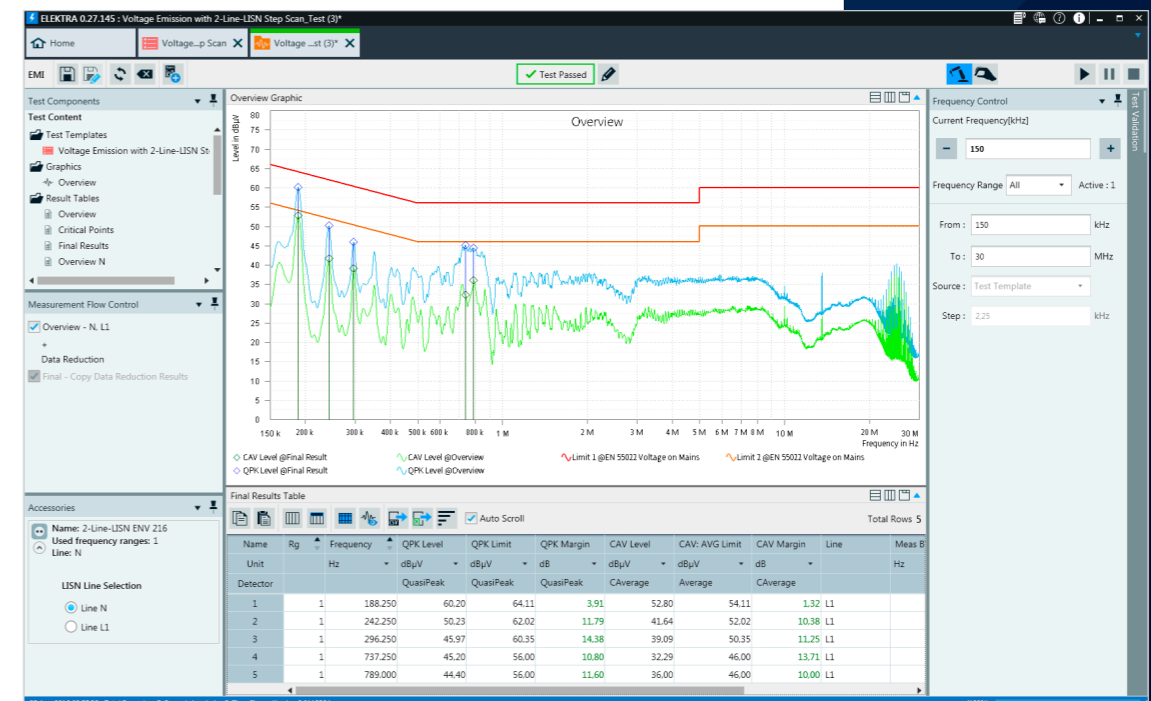 ELEKTRA 0.27.145 : Voltage Emission with 2-Line-LISN Step Scan_Test (3)*
Home
Voltage...p Scan
Voltage ...st (3)*
EMI
Test Passed
Test Components
Test Content
Test Templates
Voltage Emission with 2-Line-LISN St
Graphics
Overview
Result Tables
Overview
Critical Points
Final Results
Overview N
Measurement Flow Control
Overview - N, L1
+
Data Reduction
Final - Copy Data Reduction Results
Accessories
Name: 2-Line-LISN ENV 216
Used frequency ranges: 1
Line: N
LISN Line Selection
Line N
Line L1
Overview Graphic
Overview
Level in dBµV
80
75
70
65
60
55
50
45
40
35
30
25
20
15
10
5
0
150 k 200 k 300 k 400 k 500 k 600 k 800 k 1 M 2 M 3 M 4 M 5 M 6 M 7 M 8 M 10 M 20 M 30 M
Frequency in Hz
CAV Level @Final Result CAV Level @Overview Limit 1 @EN 55022 Voltage on Mains Limit 2 @EN 55022 Voltage on Mains
QPK Level @Final Result QPK Level @Overview
Final Results Table
Auto Scroll
Total Rows 5
Name Rg Frequency QPK Level QPK Limit QPK Margin CAV Level CAV: AVG Limit CAV Margin Line Meas B
Unit Hz dBµV dBµV dB dBµV dBµV dB Hz
Detector QuasiPeak QuasiPeak QuasiPeak CAverage Average CAverage
1 1 188.250 60.20 64,11 3,91 52.80 54,11 1,32 L1
2 1 242.250 50.23 62,02 11,79 41.64 52,02 10,38 L1
3 1 296.250 45.97 60,35 14,38 39.09 50,35 11,25 L1
4 1 737.250 45.20 56,00 10,80 32.29 46,00 13,71 L1
5 1 789.000 44.40 56,00 11,60 36.00 46,00 10,00 L1
Frequency Control
Current Frequency[kHz]
- 150 +
Frequency Range All Active : 1
From : 150 kHz
To : 30 MHz
Source : Test Template
Step : 2,25 kHz
Test Validation